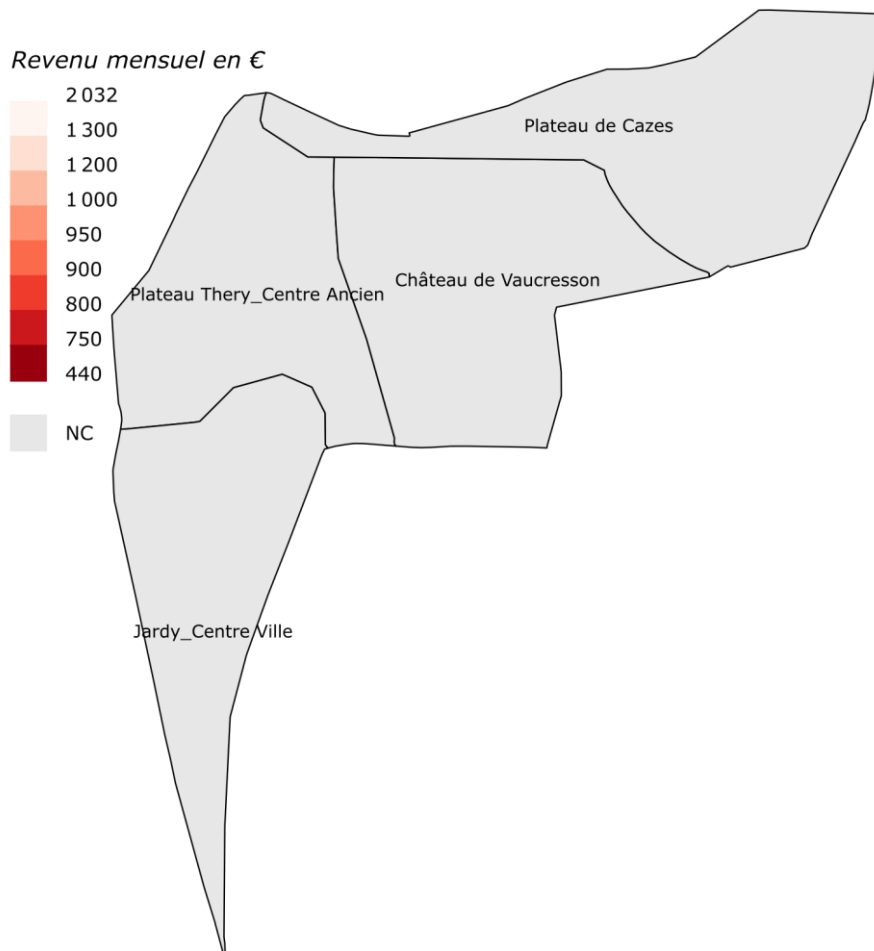 Revenu mensuel en €
2 032
1 300
1 200
1 000
950
900
800
750
440
NC
Plateau de Cazes
Château de Vaucresson
Plateau Thery_Centre Ancien
Jardy_Centre Ville